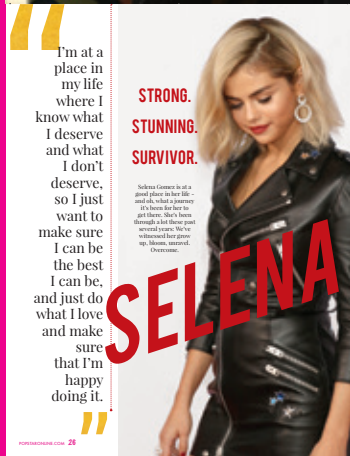 “
I’m at a
place in
my life
where I
know what
I deserve
and what
I don’t
deserve,
so I just
want to
make sure
I can be
the best
I can be,
and just do
what I love
and make
sure
that I’m
happy
doing it.
”
STRONG.
STUNNING.
SURVIVOR.
Selena Gomez is at a
good place in her life –
and oh, what a journey
it’s been for her to
get there. She’s been
through a lot these past
several years; We’ve
witnessed her grow
up, bloom, unravel.
Overcome.
SELENA
POPSTARONLINE.COM 26